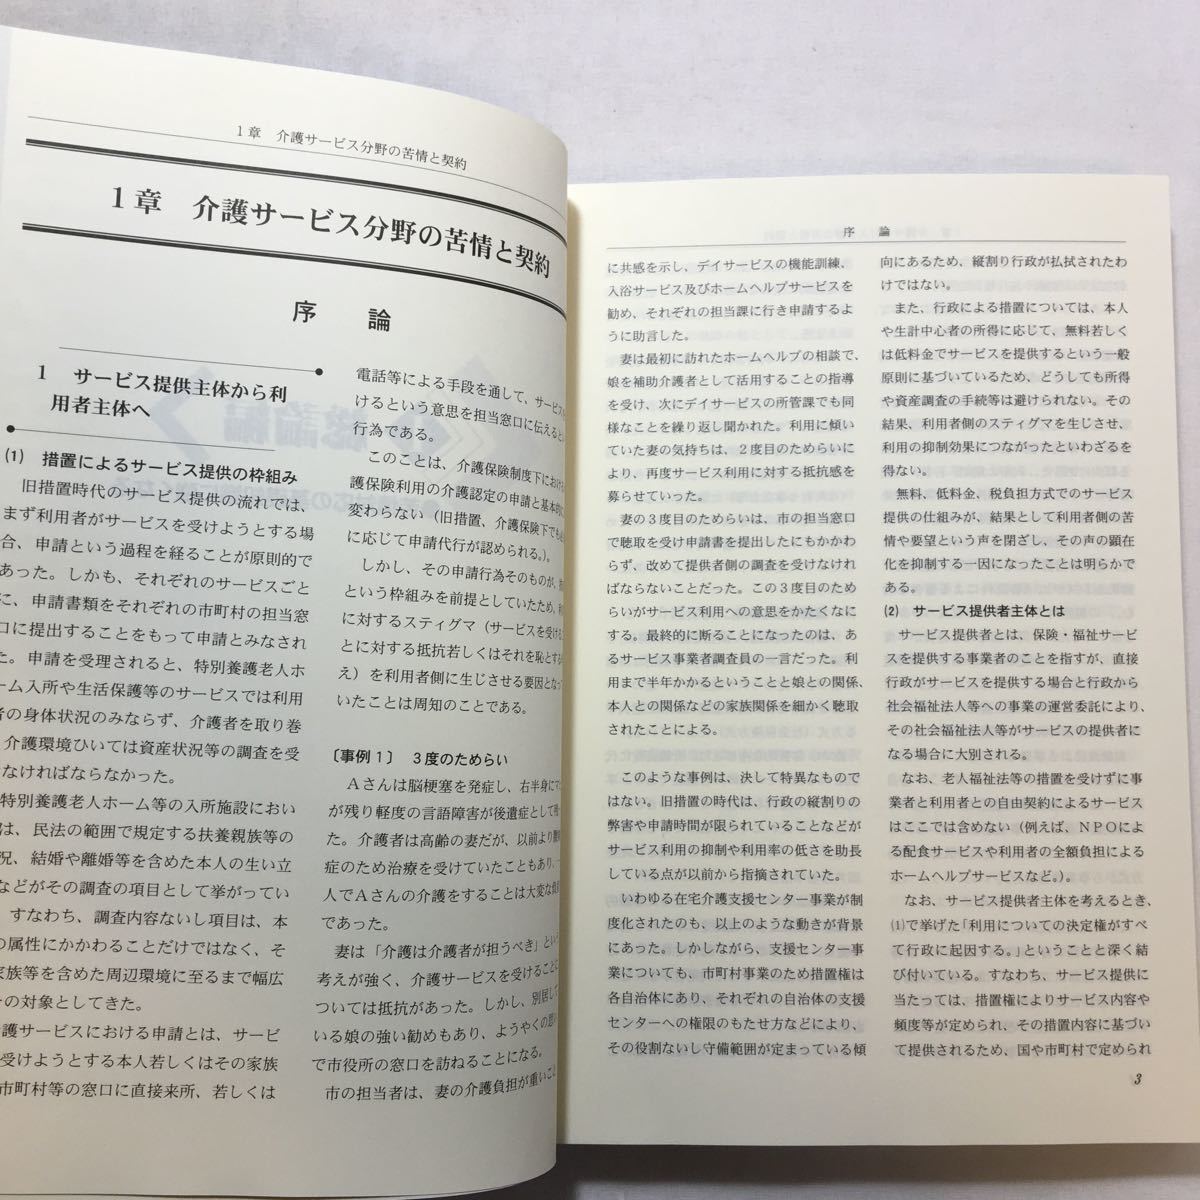 1章　介護サービス分野の苦情と契約
1章　介護サービス分野の苦情と契約
序　論
1　サービス提供主体から利
用者主体へ
(1)　措置によるサービス提供の枠組み
旧措置時代のサービス提供の流れでは、
まず利用者がサービスを受けようとする場
合、申請という過程を経ることが原則的で
あった。しかも、それぞれのサービスごと
に、申請書類をそれぞれの市町村の担当窓
口に提出することをもって申請とみなされ
た。申請を受理されると、特別養護老人ホ
ーム入所や生活保護等のサービスでは利用
者の身体状況のみならず、介護者を取り巻
介護環境ひいては資産状況等の調査を受
なければならなかった。
特別養護老人ホーム等の入所施設におい
は、民法の範囲で規定する扶養親族等の
況、結婚や離婚等を含めた本人の生い立
などがその調査の項目として挙がってい
すなわち、調査内容ないし項目は、本
の属性にかかわることだけではなく、そ
家族等を含めた周辺環境に至るまで幅広
の対象としてきた。
護サービスにおける申請とは、サービ
受けようとする本人若しくはその家族
市町村等の窓口に直接来所、若しくは
電話等による手段を通して、サービスを
けるという意思を担当窓口に伝えるとい
行為である。
このことは、介護保険制度下における
護保険利用の介護認定の申請と基本的に
変わらない（旧措置、介護保険下でも
に応じて申請代行が認められる。）。
しかし、その申請行為そのものが、
という枠組みを前提としていたため、
に対するスティグマ（サービスを受ける
とに対する抵抗若しくはそれを恥とする
え）を利用者側に生じさせる要因となっ
いたことは周知のことである。
〔事例1〕　3度のためらい
Aさんは脳梗塞を発症し、右半身にマ
が残り軽度の言語障害が後遺症として
た。介護者は高齢の妻だが、以前より
症のため治療を受けていたこともあり、
人でAさんの介護をすることは大変な
であった。
妻は「介護は介護者が担うべき」という
考えが強く、介護サービスを受けることに
ついては抵抗があった。しかし、別居して
いる娘の強い勧めもあり、ようやくの思い
で市役所の窓口を訪ねることになる。
市の担当者は、妻の介護負担が重いこと
序　論
に共感を示し、デイサービスの機能訓練、
入浴サービス及びホームヘルプサービスを
勧め、それぞれの担当課に行き申請するよ
うに助言した。
妻は最初に訪れたホームヘルプの相談で、
娘を補助介護者として活用することの指導
を受け、次にデイサービスの所管課でも同
様なことを繰り返し聞かれた。利用に傾い
ていた妻の気持ちは、2度目のためらいに
より、再度サービス利用に対する抵抗感を
募らせていった。
妻の3度目のためらいは、市の担当窓口
で聴取を受け申請書を提出したにもかかわ
らず、改めて提供者側の調査を受けなけれ
ばならないことだった。この3度目のため
らいがサービス利用への意思をかたくなに
する。最終的に断ることになったのは、あ
るサービス事業者調査員の一言だった。利
用まで半年かかるということと娘との関係、
本人との関係などの家族関係を細かく聴取
されたことによる。
このような事例は、決して特異なもので
はない。旧措置の時代は、行政の縦割りの
弊害や申請時間が限られていることなどが
サービス利用の抑制や利用率の低さを助長
している点が以前から指摘されていた。
いわゆる在宅介護支援センター事業が制
度化されたのも、以上のような動きが背景
にあった。しかしながら、支援センター事
業についても、市町村事業のため措置権は
各自治体にあり、それぞれの自治体の支援
センターへの権限のもたせ方などにより、
その役割ないし守備範囲が定まっている傾
向にあるため、縦割り行政が払拭されたわ
けではない。
また、行政による措置については、本人
や生計中心者の所得に応じて、無料若しく
は低料金でサービスを提供するという一般
原則に基づいているため、どうしても所得
や資産調査の手続等は避けられない。その
結果、利用者側のスティグマを生じさせ、
利用の抑制効果につながったといわざるを
得ない。
無料、低料金、税負担方式でのサービス
提供の仕組みが、結果として利用者側の苦
情や要望という声を閉ざし、その声の顕在
化を抑制する一因になったことは明らかで
ある。
(2)　サービス提供者主体とは
サービス提供者とは、保険・福祉サービ
スを提供する事業者のことを指すが、直接
行政がサービスを提供する場合と行政から
社会福祉法人等への事業の運営委託により、
その社会福祉法人等がサービスの提供者に
なる場合に大別される。
なお、老人福祉法等の措置を受けずに事
業者と利用者との自由契約によるサービス
はここでは含めない（例えば、NPOによ
る配食サービスや利用者の全額負担による
ホームヘルプサービスなど。）。
なお、サービス提供者主体を考えるとき、
(1)で挙げた「利用についての決定権がすべ
て行政に起因する。」ということと深く結
び付いている。すなわち、サービス提供に
当たっては、措置権によりサービス内容や
頻度等が定められ、その措置内容に基づい
て提供されるため、国や市町村で定められ
3